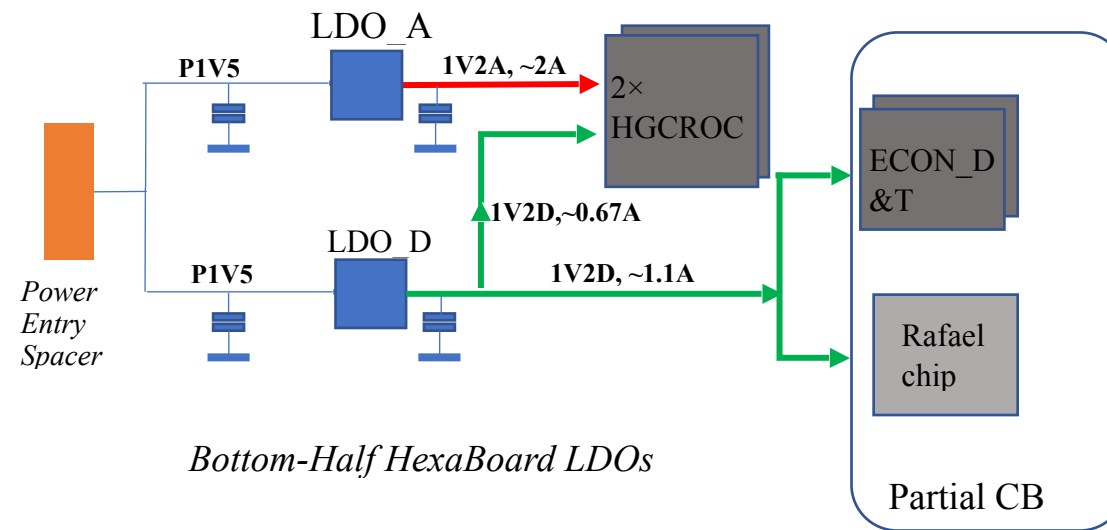 LDO_A
P1V5
1V2A, ~2A
2×
HGCROC
ECON_D
&T
1V2D,~0.67A
LDO_D
P1V5
1V2D, ~1.1A
Power
Entry
Spacer
Rafael
chip
Bottom-Half HexaBoard LDOs
Partial CB